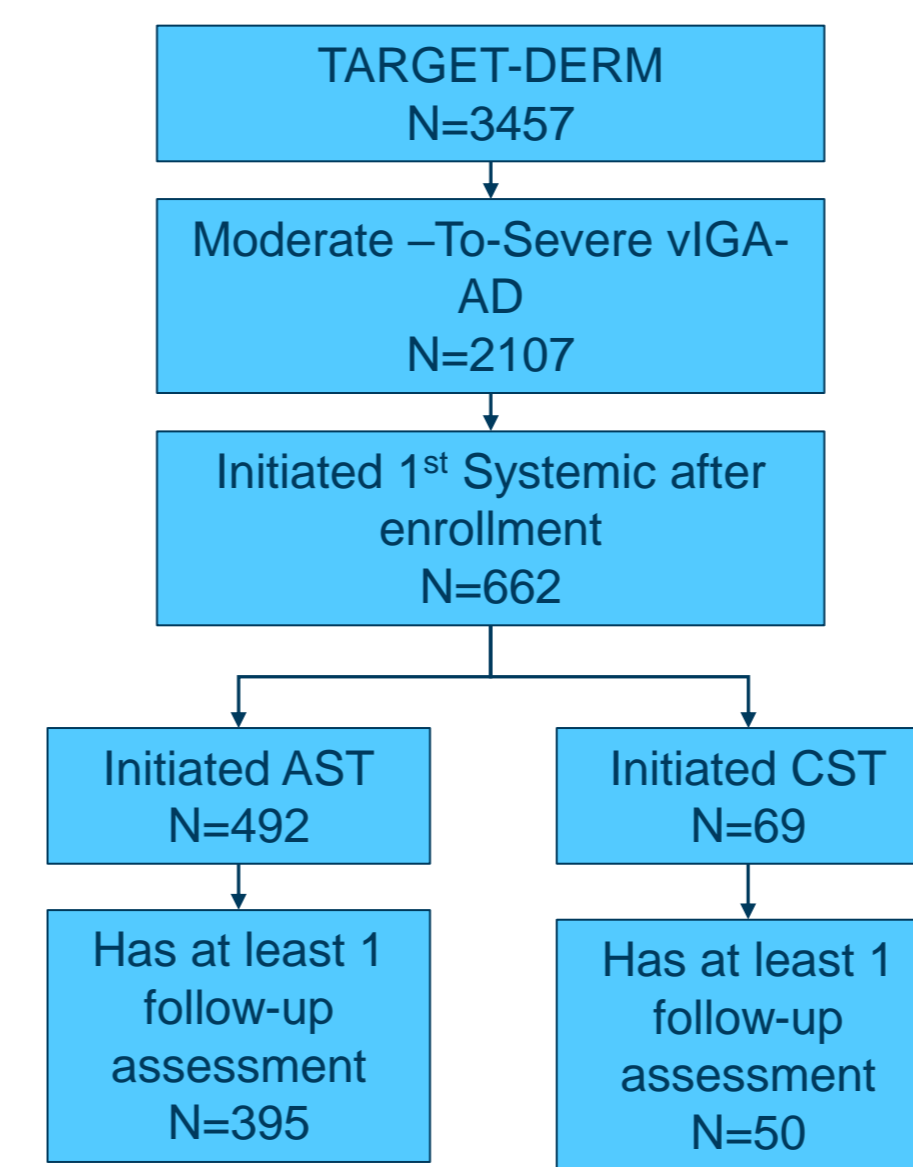 TARGET-DERM
N=3457
Moderate –To-Severe vIGA-
AD
N=2107
Initiated 1st Systemic after
enrollment
N=662
Initiated AST
N=492
Initiated CST
N=69
Has at least 1
follow-up
assessment
N=395
Has at least 1
follow-up
assessment
N=50